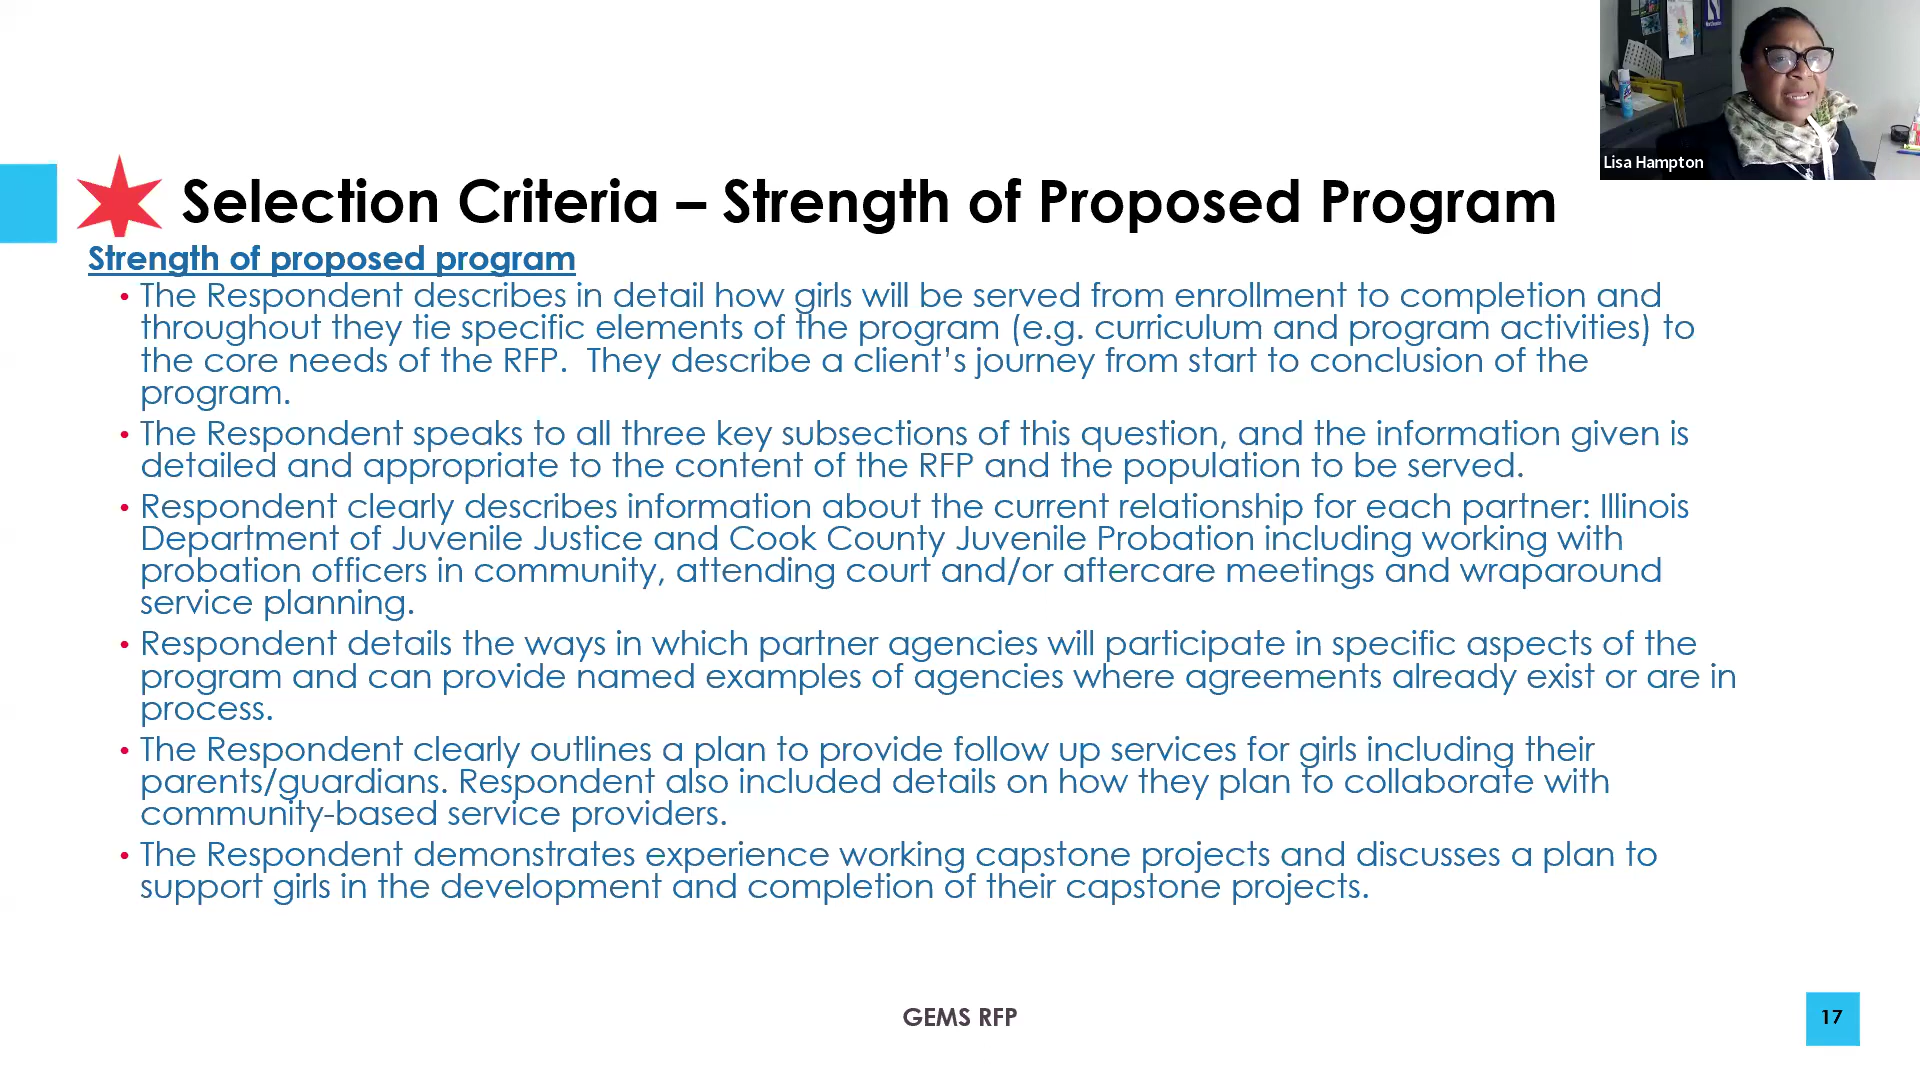 Lisa Hampton
Selection Criteria – Strength of Proposed Program
Strength of proposed program
• The Respondent describes in detail how girls will be served from enrollment to completion and
throughout they tie specific elements of the program (e.g. curriculum and program activities) to
the core needs of the RFP.  They describe a client’s journey from start to conclusion of the
program.
• The Respondent speaks to all three key subsections of this question, and the information given is
detailed and appropriate to the content of the RFP and the population to be served.
• Respondent clearly describes information about the current relationship for each partner: Illinois
Department of Juvenile Justice and Cook County Juvenile Probation including working with
probation officers in community, attending court and/or aftercare meetings and wraparound
service planning.
• Respondent details the ways in which partner agencies will participate in specific aspects of the
program and can provide named examples of agencies where agreements already exist or are in
process.
• The Respondent clearly outlines a plan to provide follow up services for girls including their
parents/guardians. Respondent also included details on how they plan to collaborate with
community-based service providers.
• The Respondent demonstrates experience working capstone projects and discusses a plan to
support girls in the development and completion of their capstone projects.
GEMS RFP
17